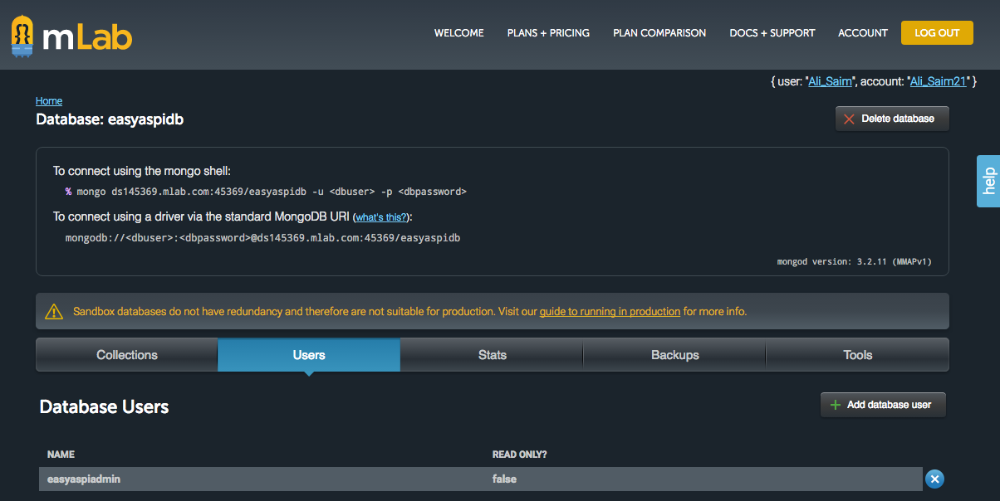 mLab
WELCOME PLANS + PRICING PLAN COMPARISON DOCS + SUPPORT ACCOUNT LOG OUT
{ user: "Ali_Saim", account: "Ali_Saim21" }
Home
Database: easyaspidb
Delete database
To connect using the mongo shell:
% mongo ds145369.mlab.com:45369/easyaspidb -u <dbuser> -p <dbpassword>
To connect using a driver via the standard MongoDB URI (what's this?):
mongodb://<dbuser>:<dbpassword>@ds145369.mlab.com:45369/easyaspidb
mongod version: 3.2.11 (MMAPv1)
help
Sandbox databases do not have redundancy and therefore are not suitable for production. Visit our guide to running in production for more info.
Collections Users Stats Backups Tools
Database Users
Add database user
NAME READ ONLY?
easyaspiadmin false